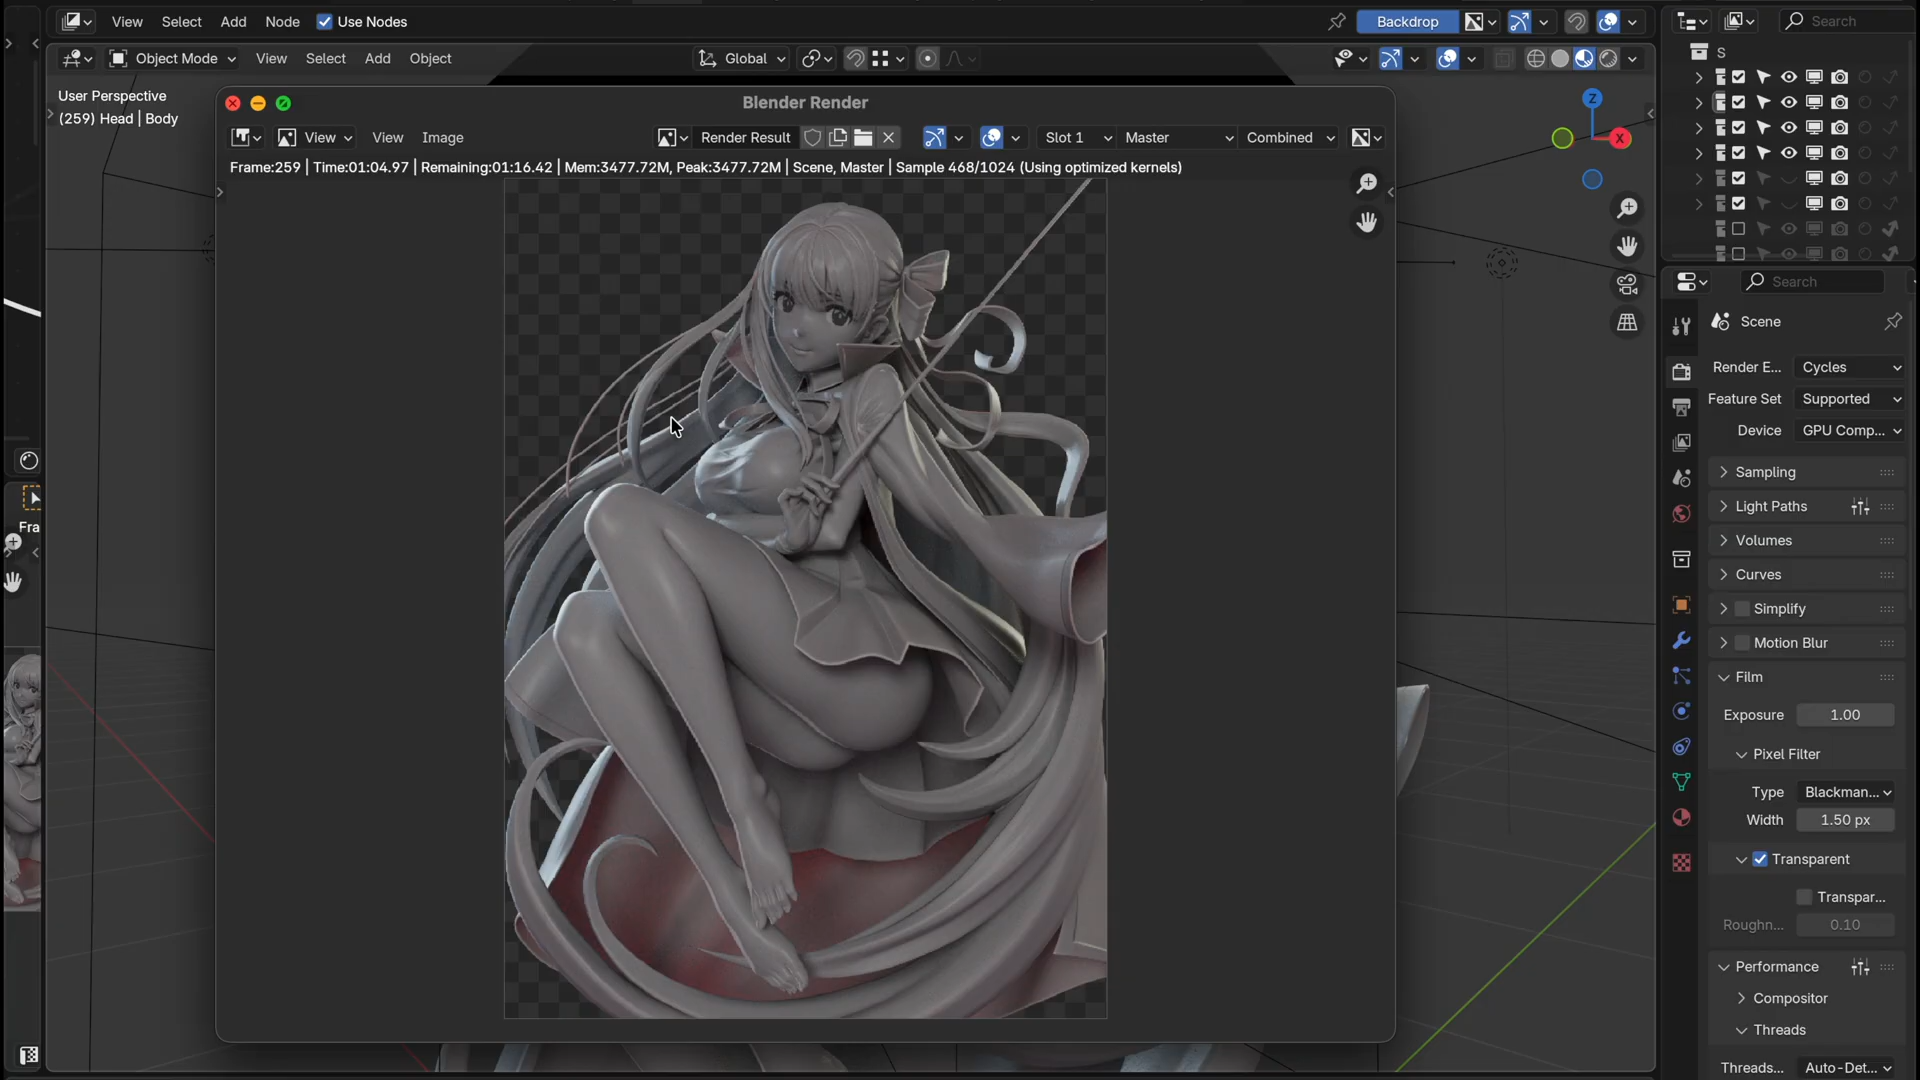 View Select Add Node Use Nodes Backdrop Search
Object Mode View Select Add Object Global
S
User Perspective
(259) Head | Body
Blender Render
View View Image Render Result Slot 1 Master Combined
Frame:259 | Time:01:04.97 | Remaining:01:16.42 | Mem:3477.72M, Peak:3477.72M | Scene, Master | Sample 468/1024 (Using optimized kernels)
Z
X
Fra
Search
Scene
Render E... Cycles
Feature Set Supported
Device GPU Comp...
Sampling
Light Paths
Volumes
Curves
Simplify
Motion Blur
Film
Exposure 1.00
Pixel Filter
Type Blackman...
Width 1.50 px
Transparent
Transpar...
Roughn... 0.10
Performance
Compositor
Threads
Threads... Auto-Det...